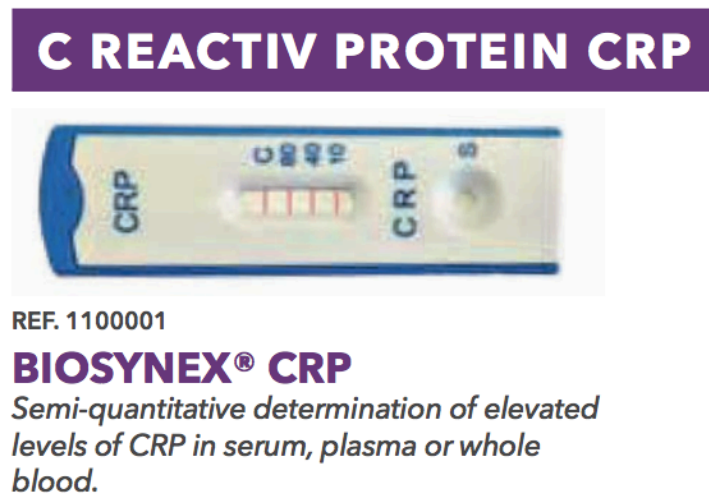 C REACTIV PROTEIN CRP
CRP
C 80 40 10
CRP
S
REF. 1100001
BIOSYNEX® CRP
Semi-quantitative determination of elevated
levels of CRP in serum, plasma or whole
blood.